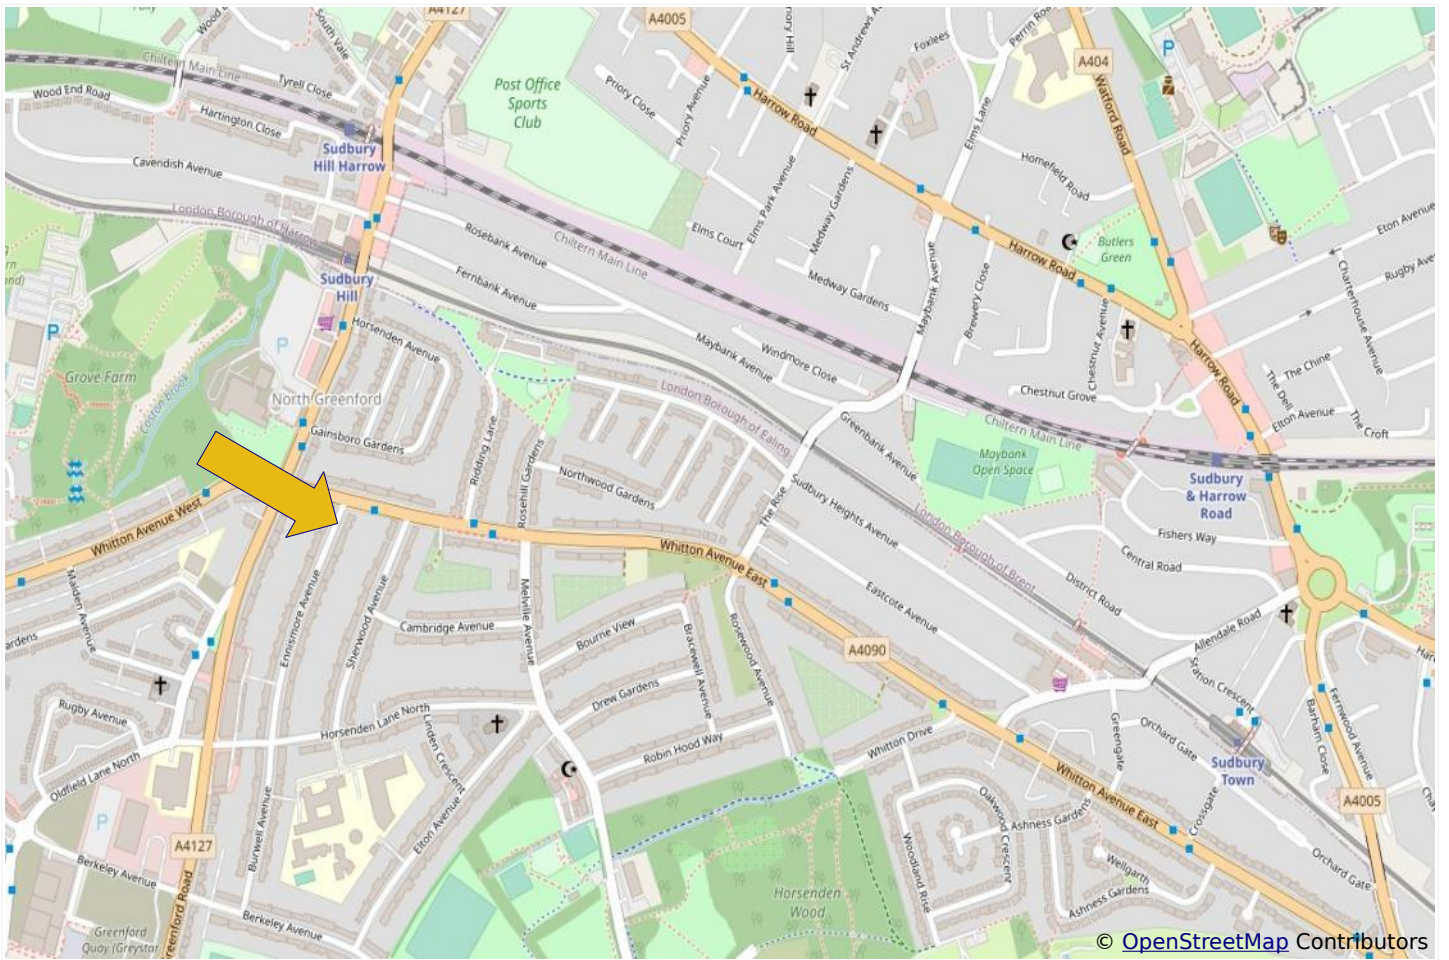 A4127
A4005
Wood End Road
South Vale
Chiltern Main Line
Tyrell Close
Hartington Close
Cavendish Avenue
Sudbury
Hill Harrow
Post Office
Sports
Club
Priory Close
Priory Avenue
Harrow Road
Foxlees
Elms Lane
A404
Watford Road
P
Homefield Road
London Borough of Harrow
Rosebank Avenue
Fernbank Avenue
Chiltern Main Line
Elms Court
Elms Park Avenue
Medway Gardens
Medway Gardens
Maybank Avenue
Brewery Close
Harrow Road
Butlers
Green
Eton Avenue
Charterhouse Avenue
Sudbury
Hill
P
P
Horsenden Avenue
Grove Farm
Costons Brook
North Greenford
Gainsboro Gardens
Ridding Lane
Rosehill Gardens
Northwood Gardens
London Borough of Ealing
Maybank Avenue
Windmore Close
Chestnut Avenue
Chestnut Grove
Harrow Road
The Chine
The Dell
Elton Avenue
The Croft
Greenbank Avenue
Chiltern Main Line
Maybank
Open Space
The Rise
Sudbury Heights Avenue
London Borough of Brent
Sudbury
& Harrow
Road
Fishers Way
Central Road
District Road
Whitton Avenue West
Whitton Avenue East
Eastcote Avenue
Allendale Road
Malden Avenue
Ennismore Avenue
Sherwood Avenue
Cambridge Avenue
Melville Avenue
Bourne View
Bracewell Avenue
Rosewood Avenue
A4090
Drew Gardens
Robin Hood Way
Rugby Avenue
Oldfield Lane North
Horsenden Lane North
Linden Crescent
Whitton Drive
Greengate
Orchard Gate
Station Crescent
Sudbury
Town
Barham Close
Fernwood Avenue
A4005
P
A4127
Burwell Avenue
Elton Avenue
Whitton Avenue East
Oakwood Crescent
Ashness Gardens
Crossgate
Orchard Gate
Woodland Rise
Wellgarth
Ashness Gardens
Berkeley Avenue
Berkeley Avenue
Greenford
Quay (Greystar
Greenford Road
Horsenden
Wood
© OpenStreetMap Contributors